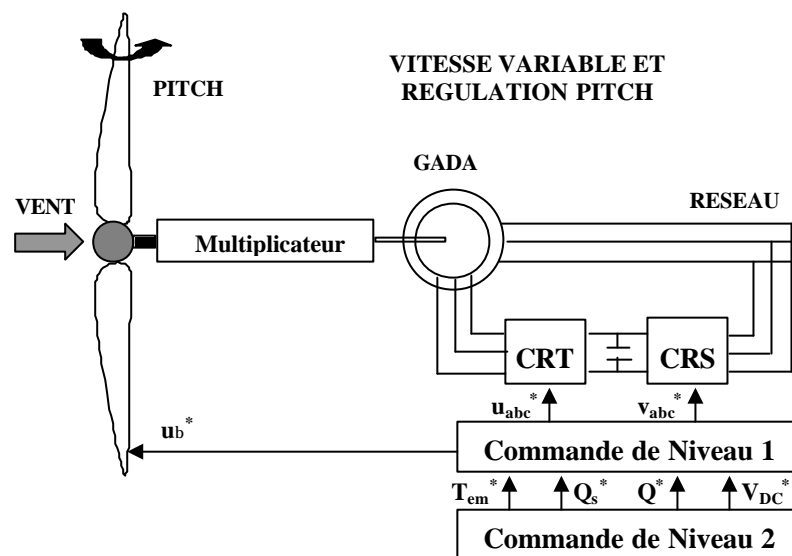 VITESSE VARIABLE ET
REGULATION PITCH
PITCH
GADA
VENT
RESEAU
Multiplicateur
CRT
CRS
u_abc^*
v_abc^*
u_b^*
Commande de Niveau 1
T_em^*
Q_s^*
Q^*
V_DC^*
Commande de Niveau 2